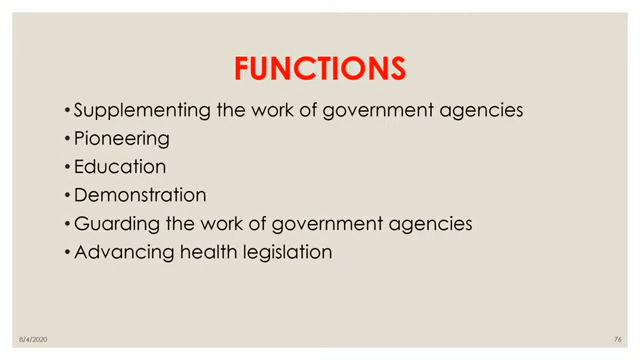 FUNCTIONS
• Supplementing the work of government agencies
• Pioneering
• Education
• Demonstration
• Guarding the work of government agencies
• Advancing health legislation
8/4/2020
76